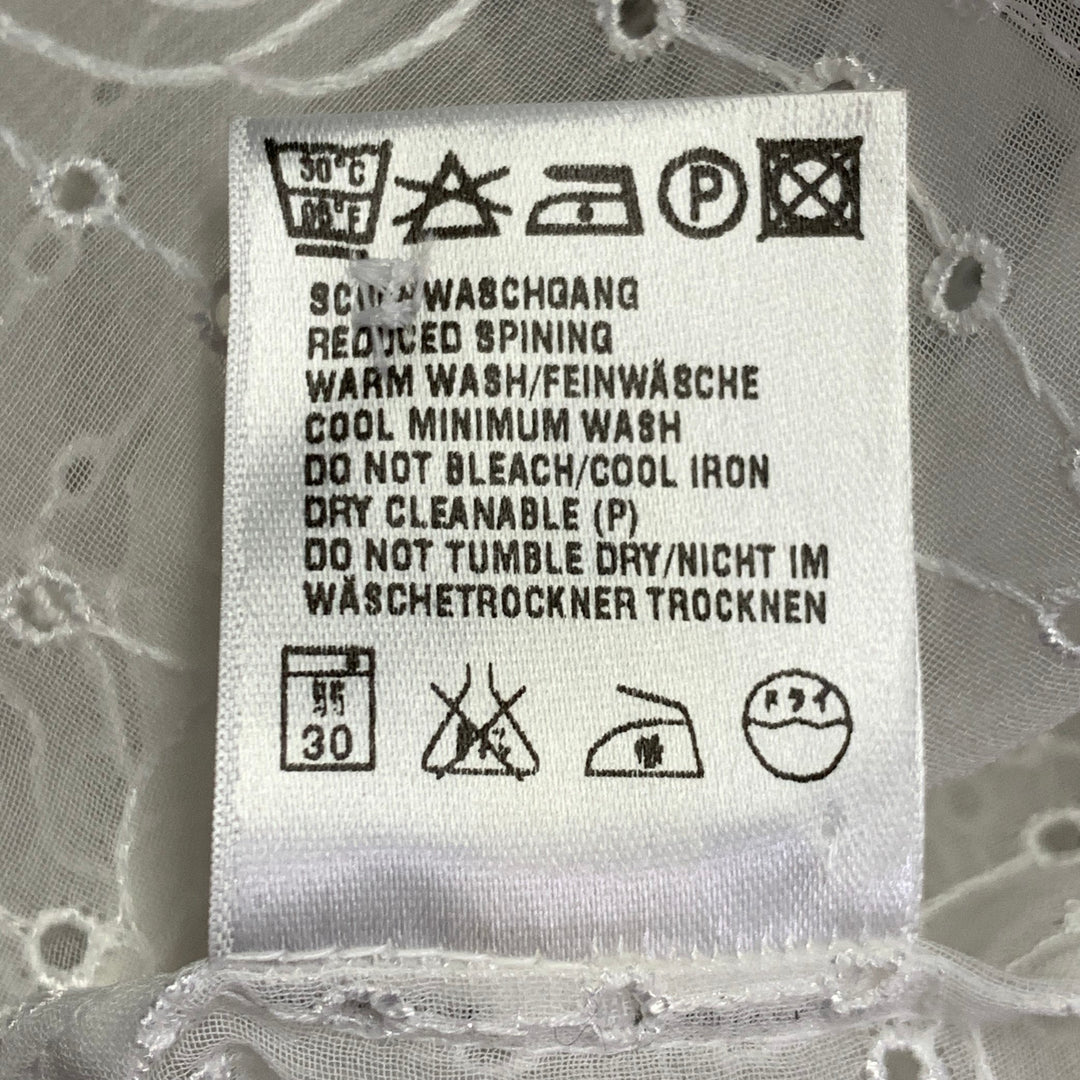 30°C
P
WASCHGANG
REDUCED SPINING
WARM WASH/FEINWÄSCHE
COOL MINIMUM WASH
DO NOT BLEACH/COOL IRON
DRY CLEANABLE (P)
DO NOT TUMBLE DRY/NICHT IM
WÄSCHETROCKNER TROCKNEN
30
ドライ